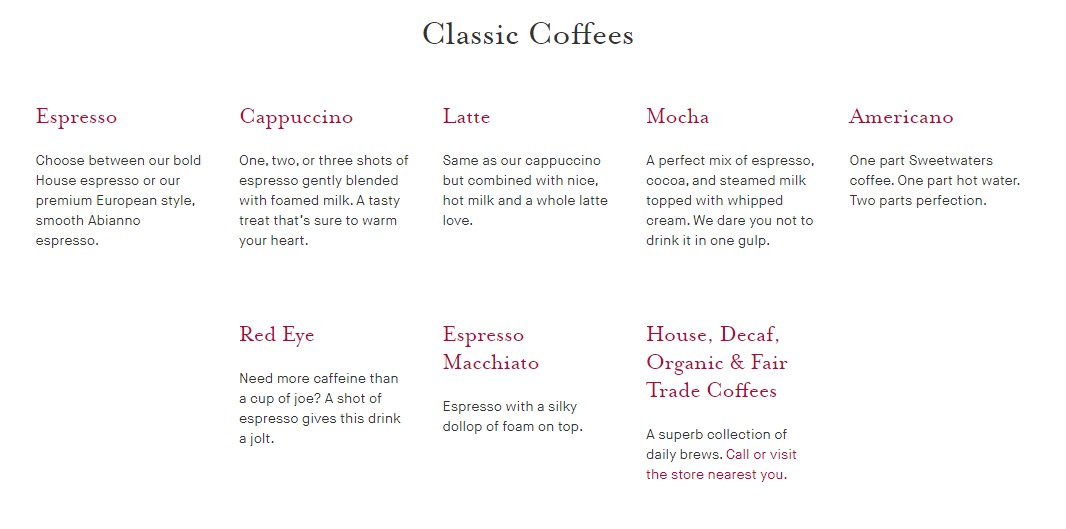 Classic Coffees
Espresso
Choose between our bold
House espresso or our
premium European style,
smooth Abianno
espresso.
Cappuccino
One, two, or three shots of
espresso gently blended
with foamed milk. A tasty
treat that's sure to warm
your heart.
Latte
Same as our cappuccino
but combined with nice,
hot milk and a whole latte
love.
Mocha
A perfect mix of espresso,
cocoa, and steamed milk
topped with whipped
cream. We dare you not to
drink it in one gulp.
Americano
One part Sweetwaters
coffee. One part hot water.
Two parts perfection.
Red Eye
Need more caffeine than
a cup of joe? A shot of
espresso gives this drink
a jolt.
Espresso
Macchiato
Espresso with a silky
dollop of foam on top.
House, Decaf,
Organic & Fair
Trade Coffees
A superb collection of
daily brews. Call or visit
the store nearest you.